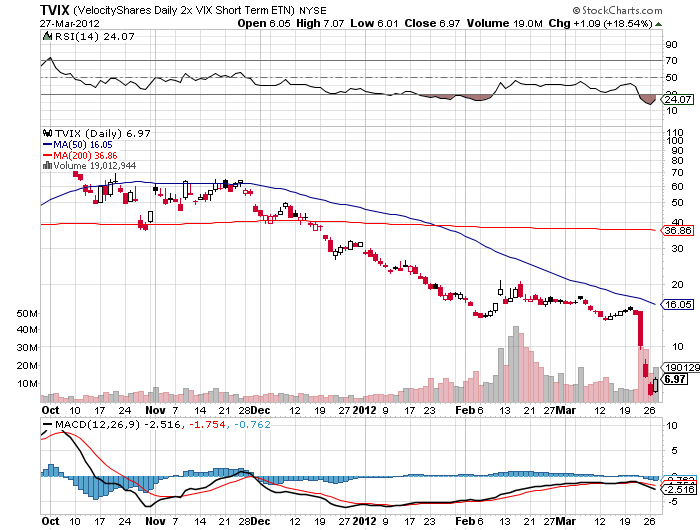 TVIX (VelocityShares Daily 2x VIX Short Term ETN) NYSE © StockCharts.com
27-Mar-2012 Open 6.05 High 7.07 Low 6.01 Close 6.97 Volume 19.0M Chg +1.09 (+18.54%)
RSI(14) 24.07
90
70
50
30
24.07
10
TVIX (Daily) 6.97
MA(50) 16.05
MA(200) 36.86
Volume 19,012,944
110
100
90
80
70
60
50
40
36.86
30
20
16.05
10
6.97
50M
40M
30M
20M
10M
Oct 10 17 24 Nov 7 14 21 28 Dec 12 19 27 2012 9 17 23 Feb 6 13 21 27 Mar 12 19 26
MACD(12,26,9) -2.516, -1.754, -0.762
10
5
0
-0.762
-2.516
-5
Oct 10 17 24 Nov 7 14 21 28 Dec 12 19 27 2012 9 17 23 Feb 6 13 21 27 Mar 12 19 26